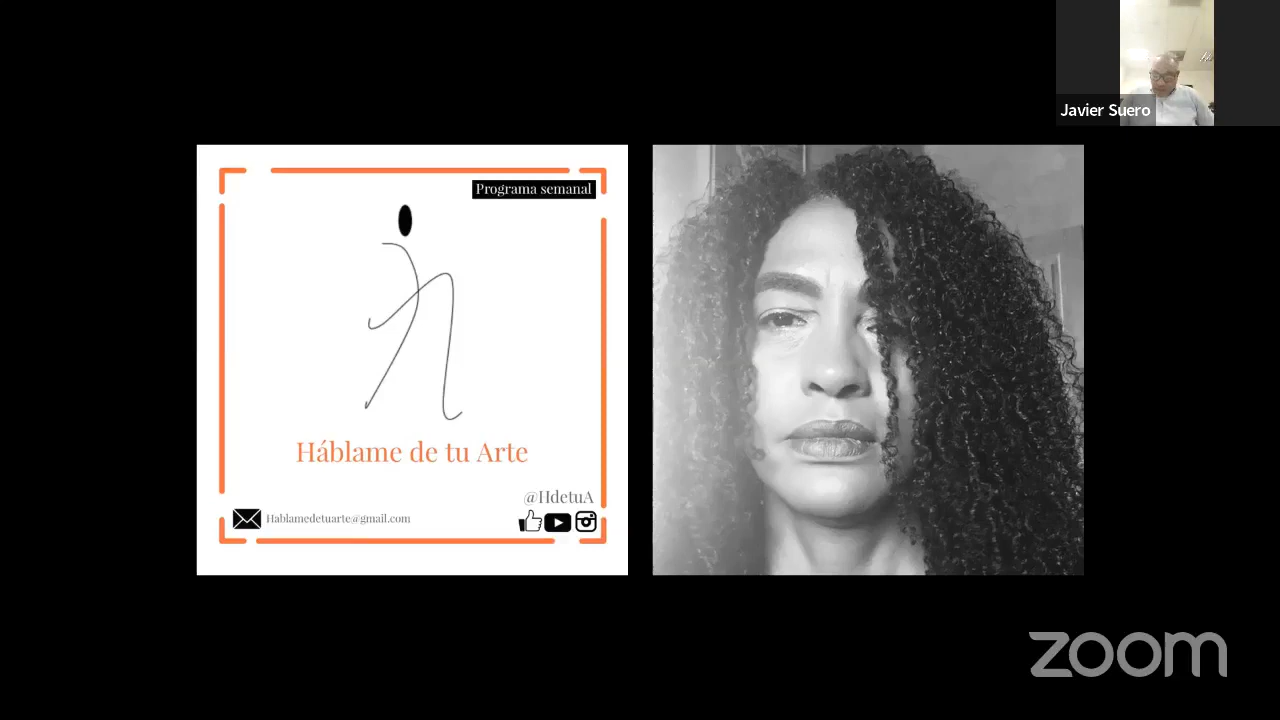 Javier Suero
Programa semanal
Háblame de tu Arte
@HdetuA
Hablamedetuarte@gmail.com
zoom